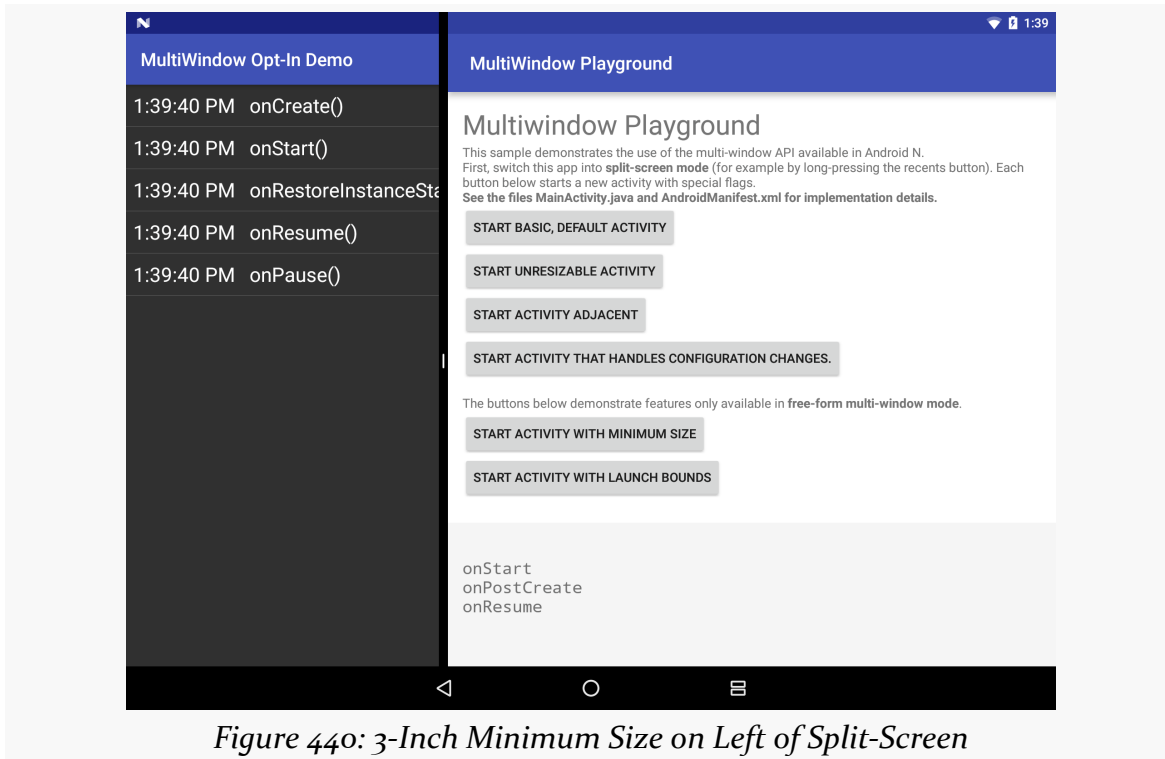 1:39
MultiWindow Opt-In Demo
1:39:40 PM onCreate()
1:39:40 PM onStart()
1:39:40 PM onRestoreInstanceSta
1:39:40 PM onResume()
1:39:40 PM onPause()
MultiWindow Playground
Multiwindow Playground
This sample demonstrates the use of the multi-window API available in Android N.
First, switch this app into split-screen mode (for example by long-pressing the recents button). Each
button below starts a new activity with special flags.
See the files MainActivity.java and AndroidManifest.xml for implementation details.
START BASIC, DEFAULT ACTIVITY
START UNRESIZABLE ACTIVITY
START ACTIVITY ADJACENT
START ACTIVITY THAT HANDLES CONFIGURATION CHANGES.
The buttons below demonstrate features only available in free-form multi-window mode.
START ACTIVITY WITH MINIMUM SIZE
START ACTIVITY WITH LAUNCH BOUNDS
onStart
onPostCreate
onResume
Figure 440: 3-Inch Minimum Size on Left of Split-Screen